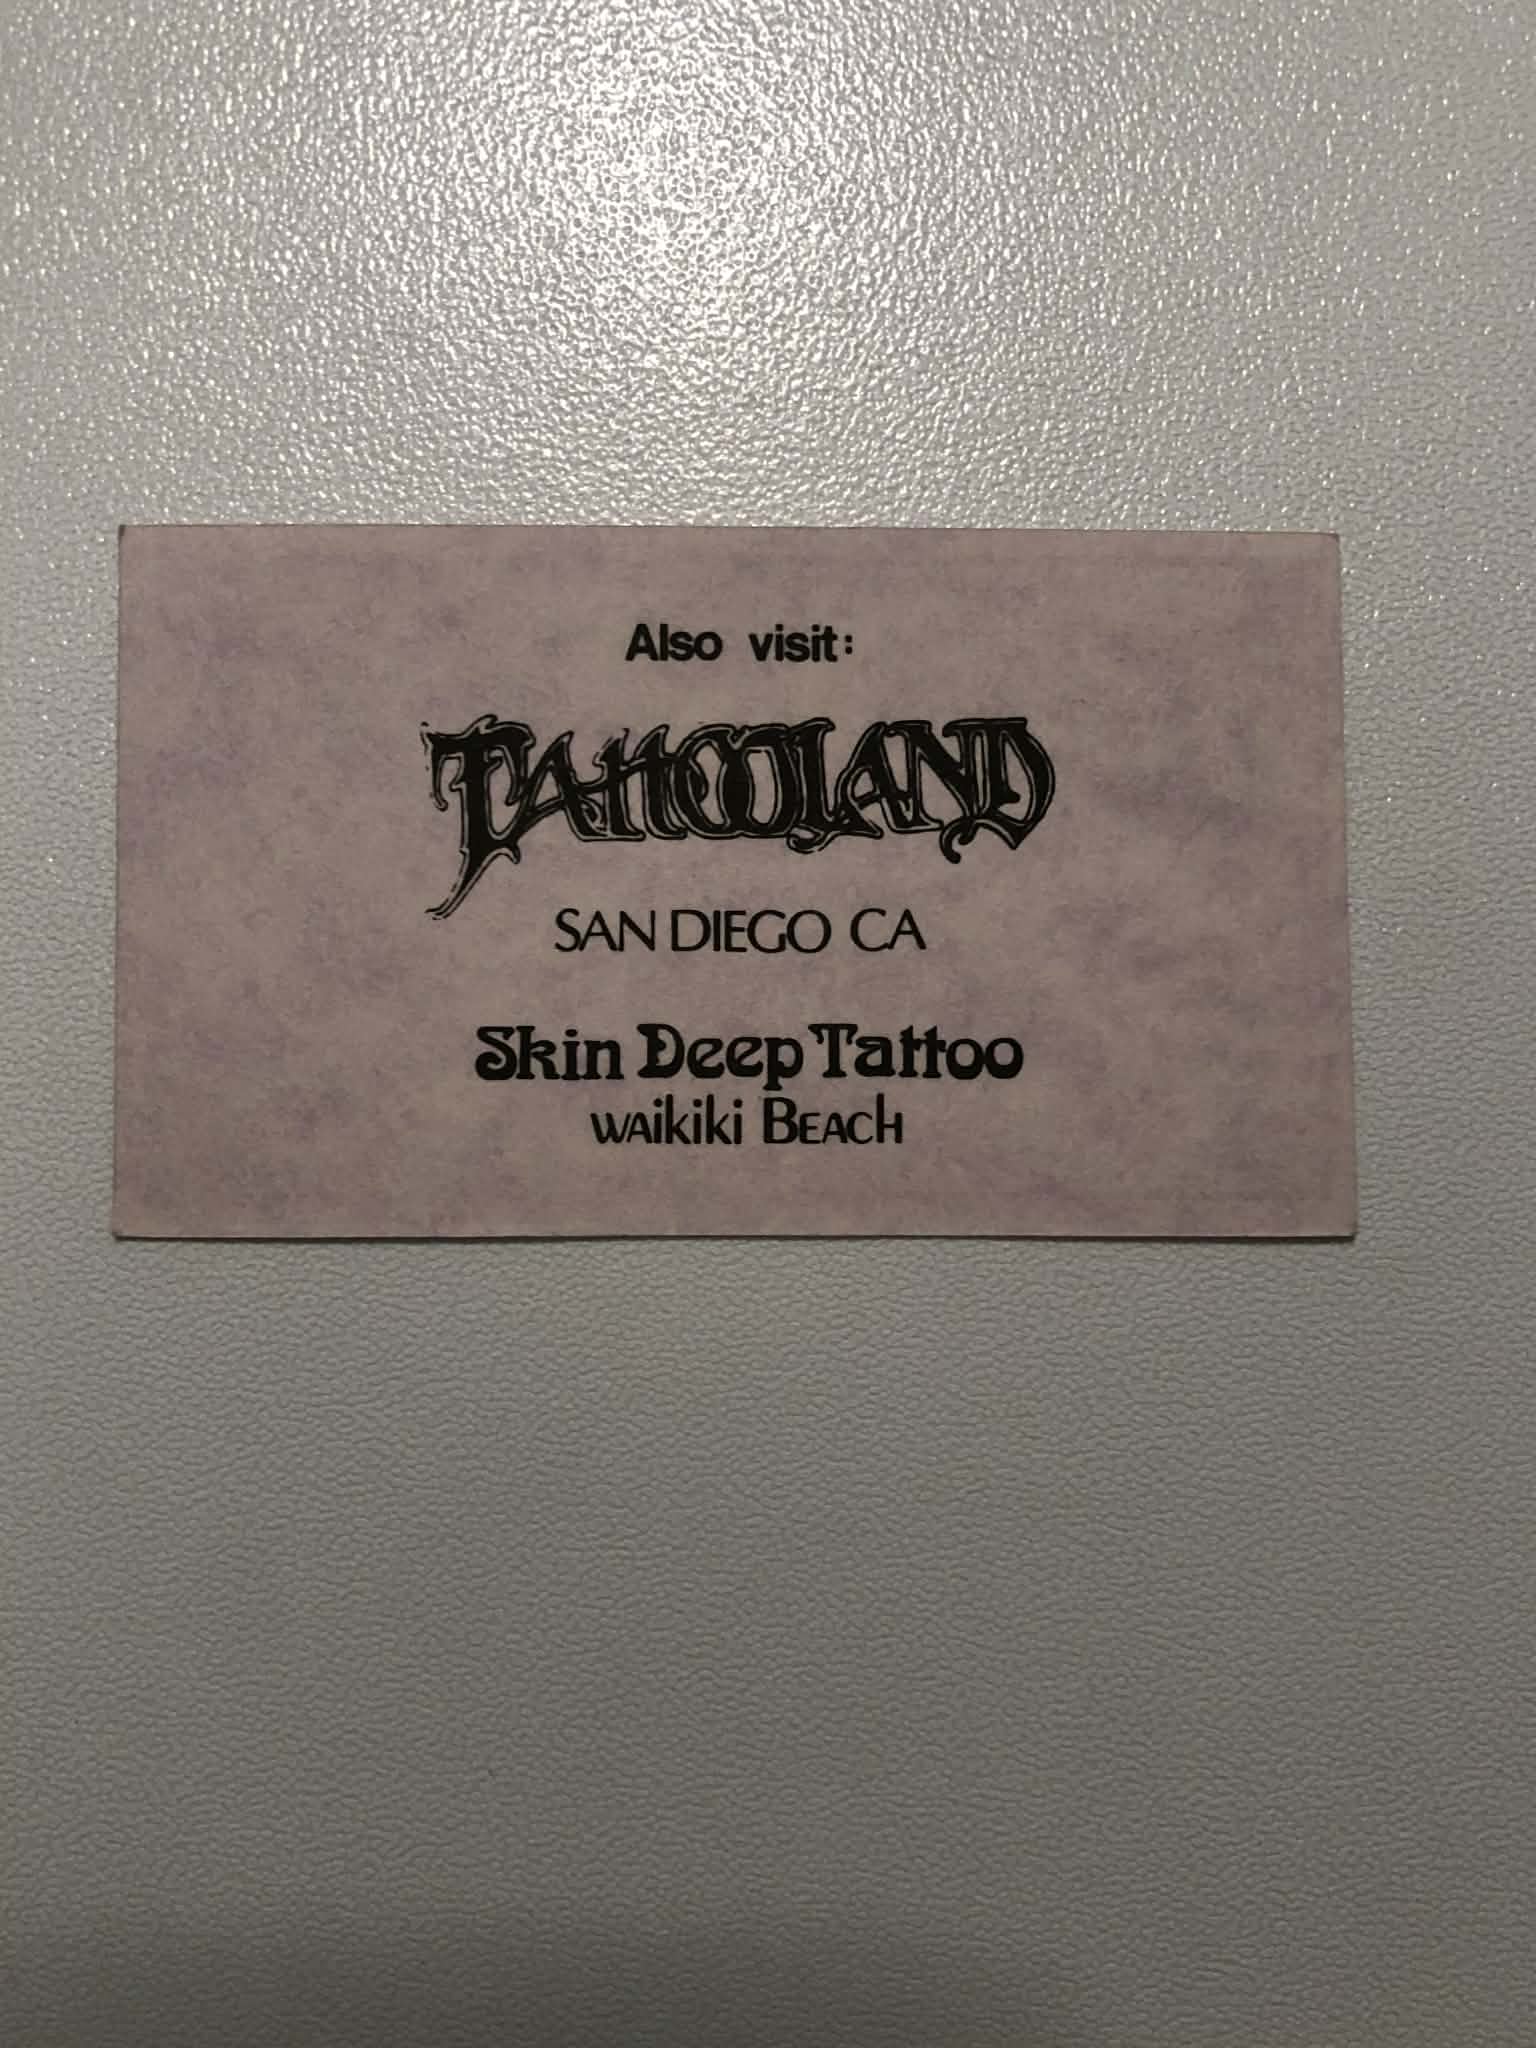 Also visit:
TATTOOLAND
SAN DIEGO CA
Skin Deep Tattoo
WAikiki BEACh